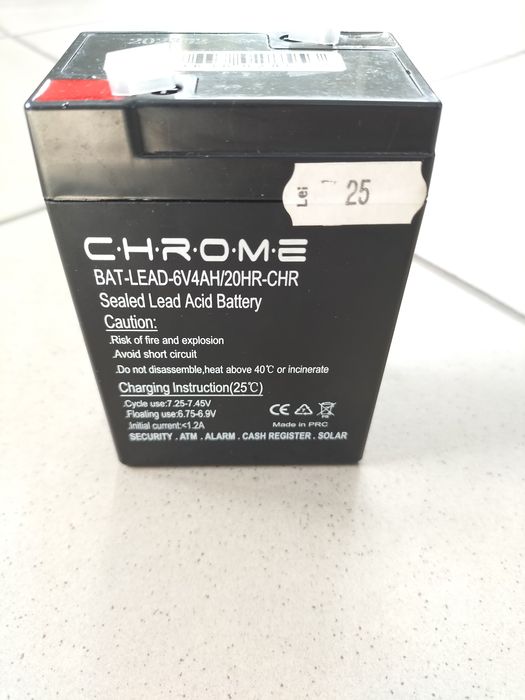 Lei 25
C·H·R·O·M·E
BAT-LEAD-6V4AH/20HR-CHR
Sealed Lead Acid Battery
Caution:
.Risk of fire and explosion
.Avoid short circuit
.Do not disassemble,heat above 40℃ or incinerate
Charging Instruction(25℃)
.Cycle use:7.25-7.45V
.Floating use:6.75-6.9V
.Initial current:<1.2A
CE
Pb
Made in PRC
SECURITY . ATM . ALARM . CASH REGISTER . SOLAR